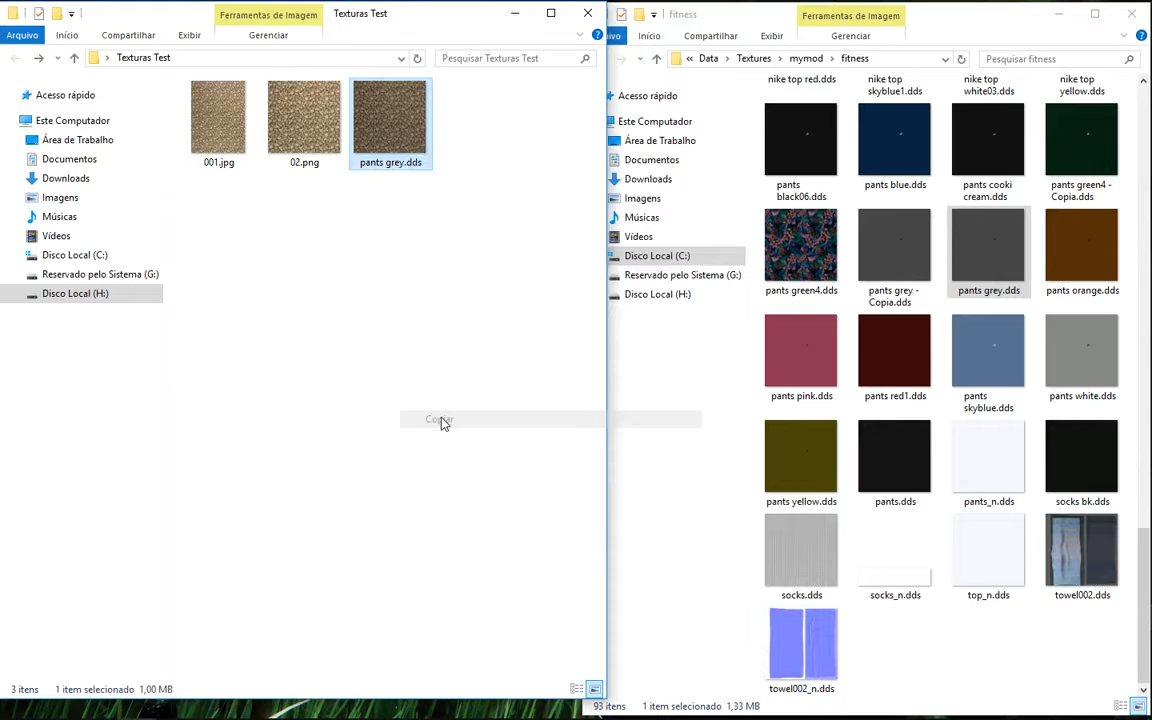 Ferramentas de Imagem
Texturas Test
Arquivo
Início
Compartilhar
Exibir
Gerenciar
Texturas Test
Pesquisar Texturas Test
Acesso rápido
Este Computador
Área de Trabalho
Documentos
Downloads
Imagens
Músicas
Vídeos
Disco Local (C:)
Reservado pelo Sistema (G:)
Disco Local (H:)
001.jpg
02.png
pants grey.dds
Copiar
3 itens
1 item selecionado 1,00 MB
fitness
Ferramentas de Imagem
Início
Compartilhar
Exibir
Gerenciar
« Data
Textures
mymod
fitness
Pesquisar fitness
Acesso rápido
Este Computador
Área de Trabalho
Documentos
Downloads
Imagens
Músicas
Vídeos
Disco Local (C:)
Reservado pelo Sistema (G:)
Disco Local (H:)
nike top red.dds
nike top
skyblue1.dds
nike top
white03.dds
nike top
yellow.dds
pants
black06.dds
pants blue.dds
pants cooki
cream.dds
pants green4 -
Copia.dds
pants green4.dds
pants grey -
Copia.dds
pants grey.dds
pants orange.dds
pants pink.dds
pants red1.dds
pants
skyblue.dds
pants white.dds
pants yellow.dds
pants.dds
pants_n.dds
socks bk.dds
socks.dds
socks_n.dds
top_n.dds
towel002.dds
towel002_n.dds
93 itens
1 item selecionado 1,33 MB